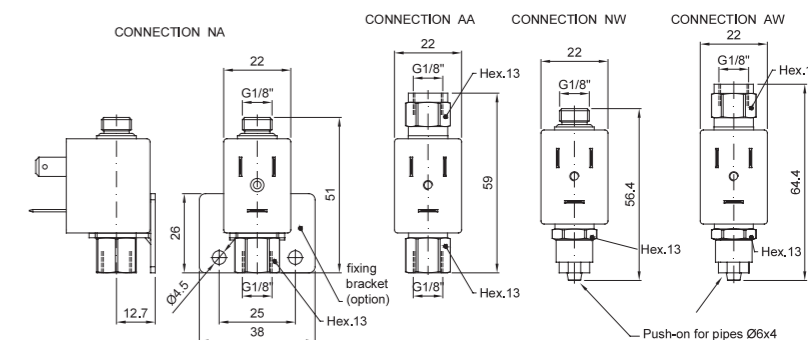 CONNECTION NA
CONNECTION AA
CONNECTION NW
CONNECTION AW
22
22
22
22
G1/8"
G1/8"
G1/8"
G1/8"
Hex.13
Hex.1
51
59
56.4
64.4
26
Ø4.5
12.7
25
38
G1/8"
Hex.13
fixing
bracket
(option)
G1/8"
Hex.13
Hex.13
Hex.13
Push-on for pipes Ø6x4